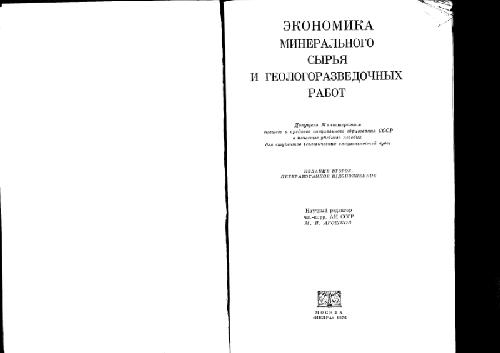 ЭКОНОМИКА
МИНЕРАЛЬНОГО
СЫРЬЯ
И ГЕОЛОГОРАЗВЕДОЧНЫХ
РАБОТ
Допущено Министерством
высшего и среднего специального образования СССР
в качестве учебного пособия
для студентов геологических специальностей вузов
ИЗДАНИЕ ВТОРОЕ,
ПЕРЕРАБОТАННОЕ И ДОПОЛНЕННОЕ
Научный редактор
чл.-корр. АН СССР
М. И. АГОШКОВ
МОСКВА
«НЕДРА»